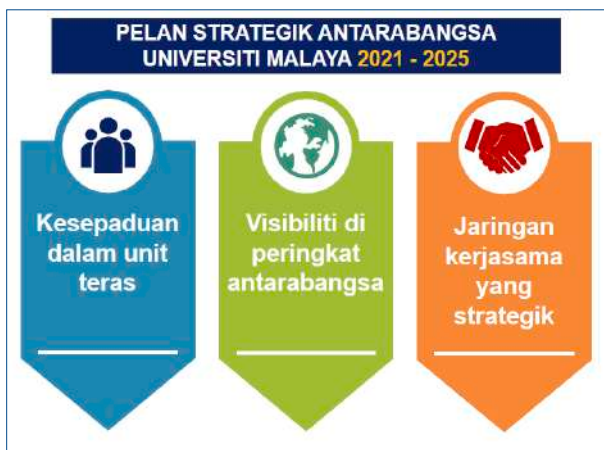 PELAN STRATEGIK ANTARABANGSA
UNIVERSITI MALAYA 2021 - 2025
Kesepaduan
dalam unit
teras
Visibiliti di
peringkat
antarabangsa
Jaringan
kerjasama
yang
strategik